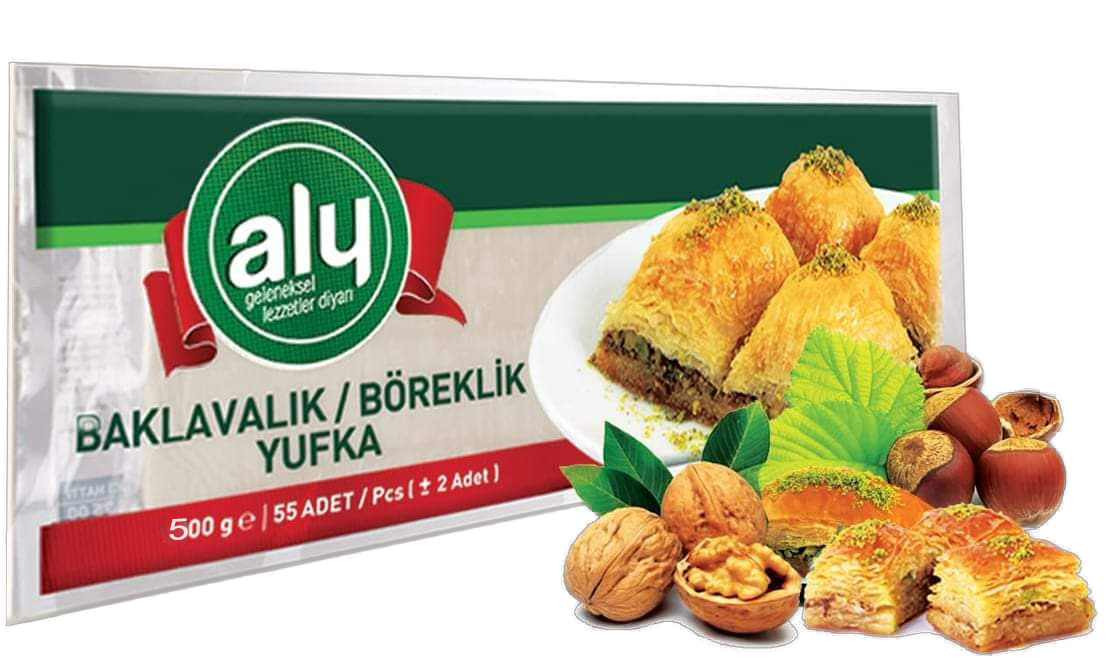 aly
geleneksel
lezzetler diyarı
BAKLAVALIK / BÖREKLİK
YUFKA
500 g ℮ | 55 ADET / Pcs ( ± 2 Adet )